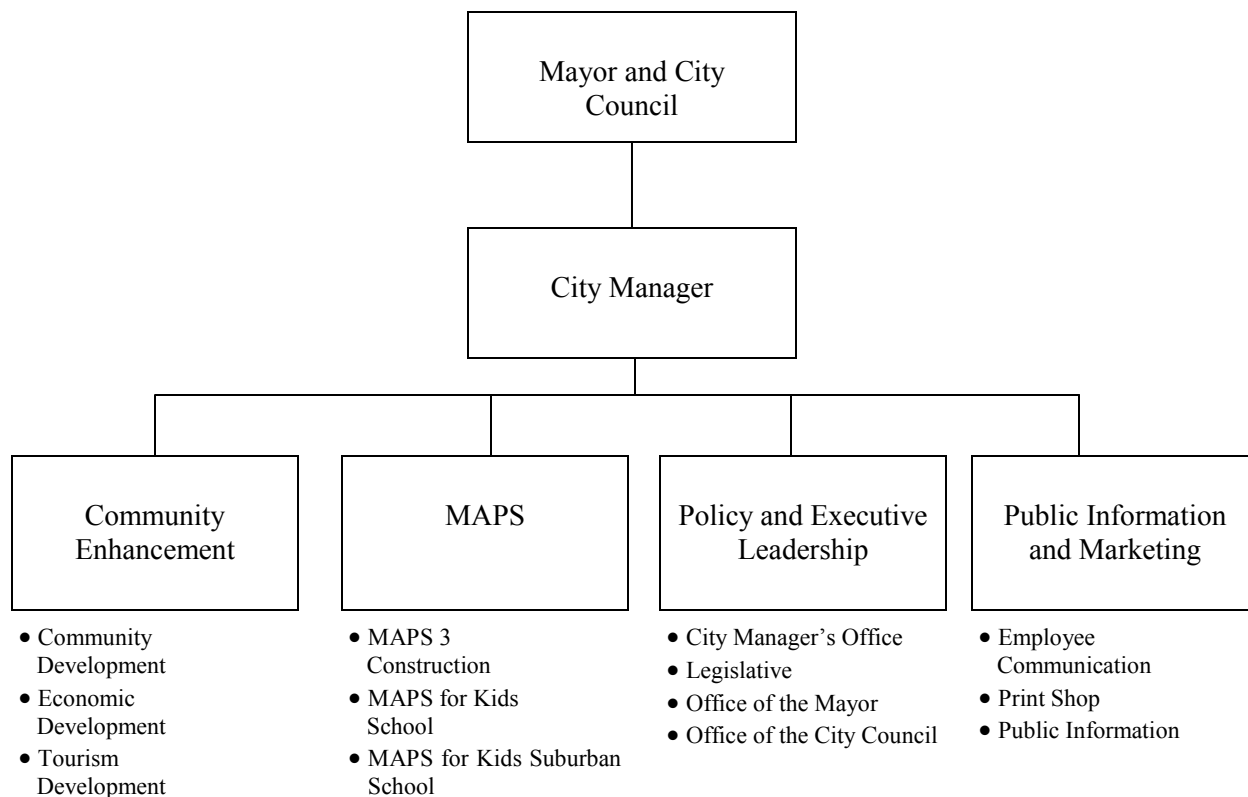 Mayor and City
Council
City Manager
Community
Enhancement
MAPS
Policy and Executive
Leadership
Public Information
and Marketing
• Community
Development
• Economic
Development
• Tourism
Development
• MAPS 3
Construction
• MAPS for Kids
School
• MAPS for Kids Suburban
School
• City Manager’s Office
• Legislative
• Office of the Mayor
• Office of the City Council
• Employee
Communication
• Print Shop
• Public Information